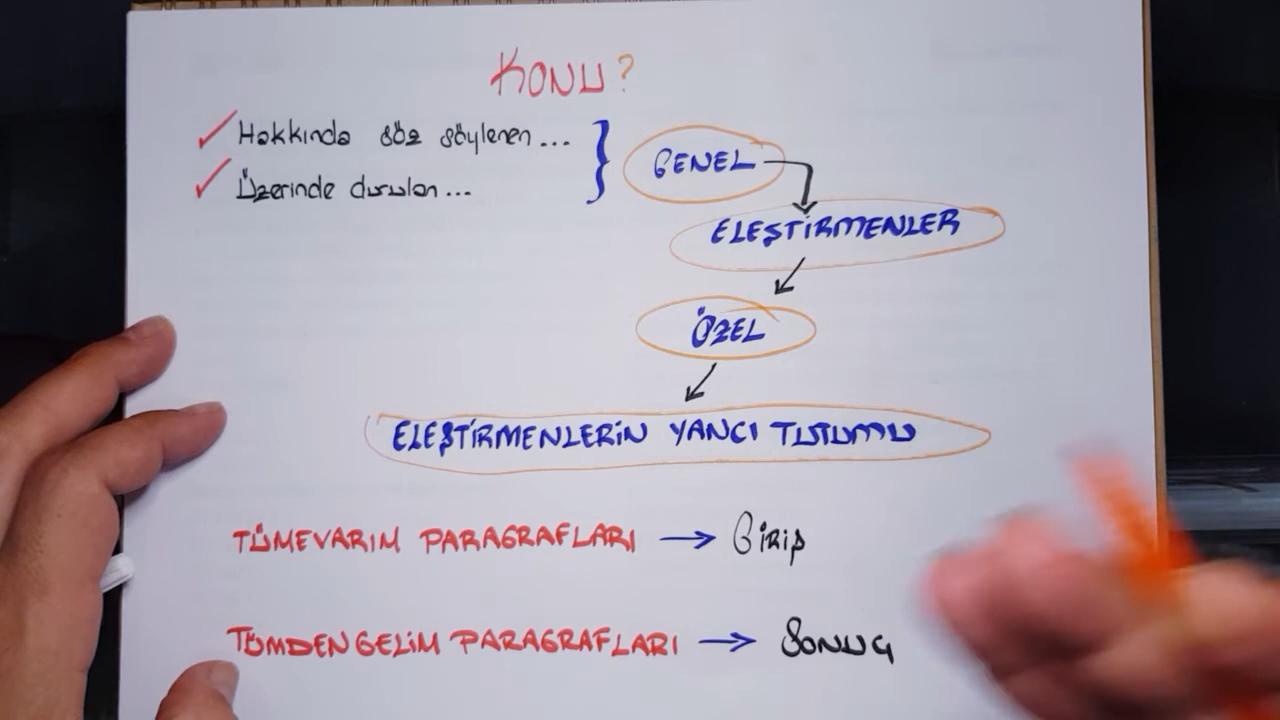 KONU?
✓ Hakkında söz söylenen...
✓ Üzerinde durulan...
} GENEL
ELEŞTİRMENLER
ÖZEL
ELEŞTİRMENLERİN YANCI TUTUMU
TÜMEVARIM PARAGRAFLARI → Giriş
TÜMDENGELİM PARAGRAFLARI → Sonuç